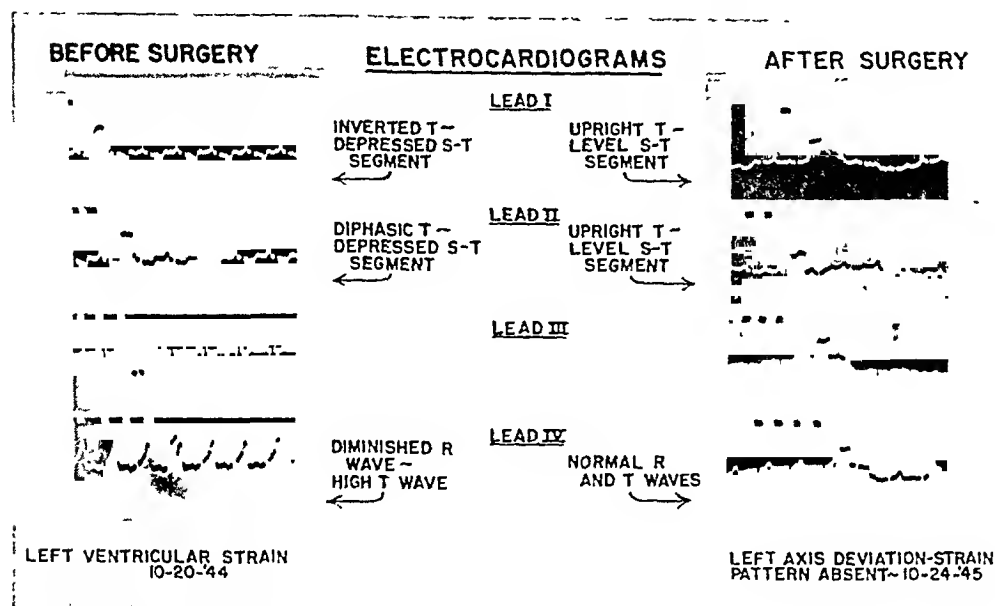 BEFORE SURGERY
ELECTROCARDIOGRAMS
AFTER SURGERY
LEAD I
INVERTED T~
DEPRESSED S-T
SEGMENT
UPRIGHT T-
LEVEL S-T
SEGMENT
LEAD II
DIPHASIC T~
DEPRESSED S-T
SEGMENT
UPRIGHT T~
LEVEL S-T
SEGMENT
LEAD III
LEAD IV
DIMINISHED R
WAVE~
HIGH T WAVE
NORMAL R
AND T WAVES
LEFT VENTRICULAR STRAIN
10-20-'44
LEFT AXIS DEVIATION-STRAIN
PATTERN ABSENT~10-24-'45